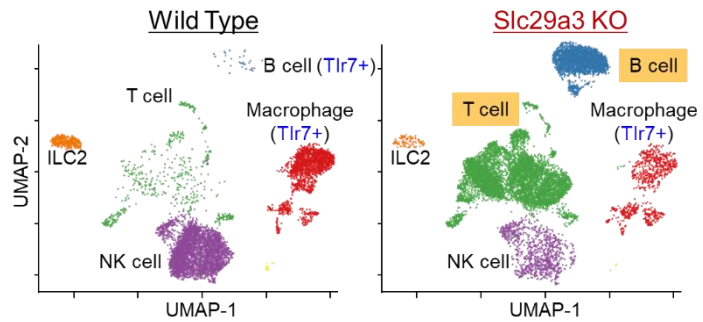 Wild Type
Slc29a3 KO
B cell (Tlr7+)
T cell
Macrophage
(Tlr7+)
ILC2
NK cell
UMAP-2
UMAP-1
B cell
T cell
Macrophage
(Tlr7+)
ILC2
NK cell
UMAP-1